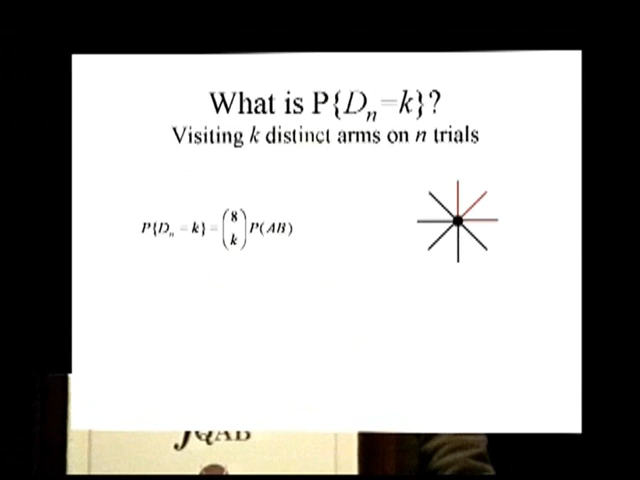 What is P{Dₙ=k}?
Visiting k distinct arms on n trials
P{Dₙ = k} = (8 k) P(AB)
JQAB